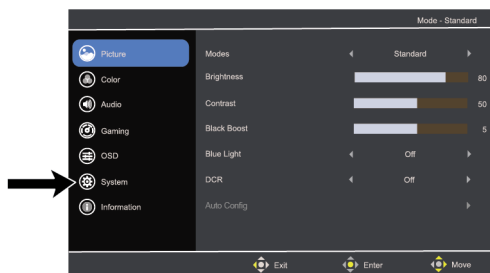 Mode - Standard
Picture
Modes
Standard
Color
Brightness
80
Audio
Contrast
50
Gaming
Black Boost
5
OSD
Blue Light
Off
System
DCR
Off
Information
Auto Config
Exit
Enter
Move